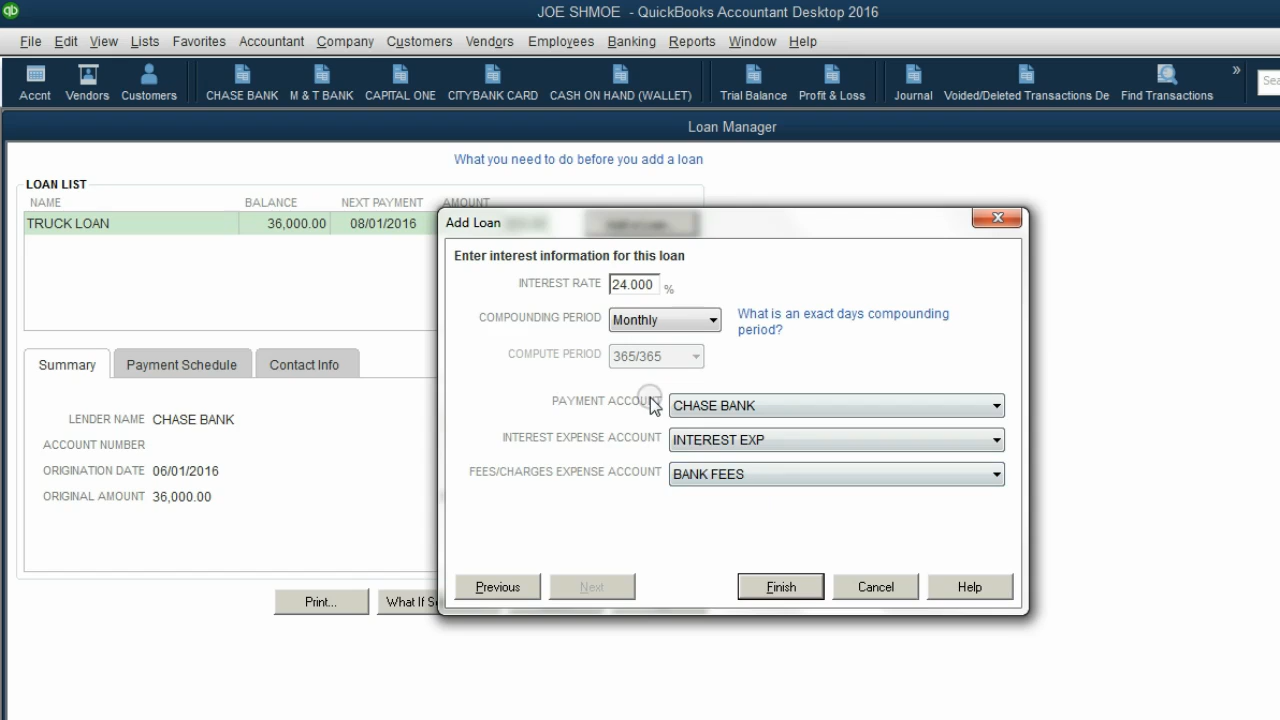 qb
JOE SHMOE - QuickBooks Accountant Desktop 2016
File Edit View Lists Favorites Accountant Company Customers Vendors Employees Banking Reports Window Help
Accnt Vendors Customers CHASE BANK M & T BANK CAPITAL ONE CITYBANK CARD CASH ON HAND (WALLET) Trial Balance Profit & Loss Journal Voided/Deleted Transactions De Find Transactions » Sea
Loan Manager
What you need to do before you add a loan
LOAN LIST
NAME BALANCE NEXT PAYMENT AMOUNT
TRUCK LOAN 36,000.00 08/01/2016
Add Loan
Enter interest information for this loan
INTEREST RATE 24.000 %
COMPOUNDING PERIOD Monthly
What is an exact days compounding
period?
COMPUTE PERIOD 365/365
PAYMENT ACCOUNT CHASE BANK
INTEREST EXPENSE ACCOUNT INTEREST EXP
FEES/CHARGES EXPENSE ACCOUNT BANK FEES
Previous Next Finish Cancel Help
Summary Payment Schedule Contact Info
LENDER NAME CHASE BANK
ACCOUNT NUMBER
ORIGINATION DATE 06/01/2016
ORIGINAL AMOUNT 36,000.00
Print... What If S